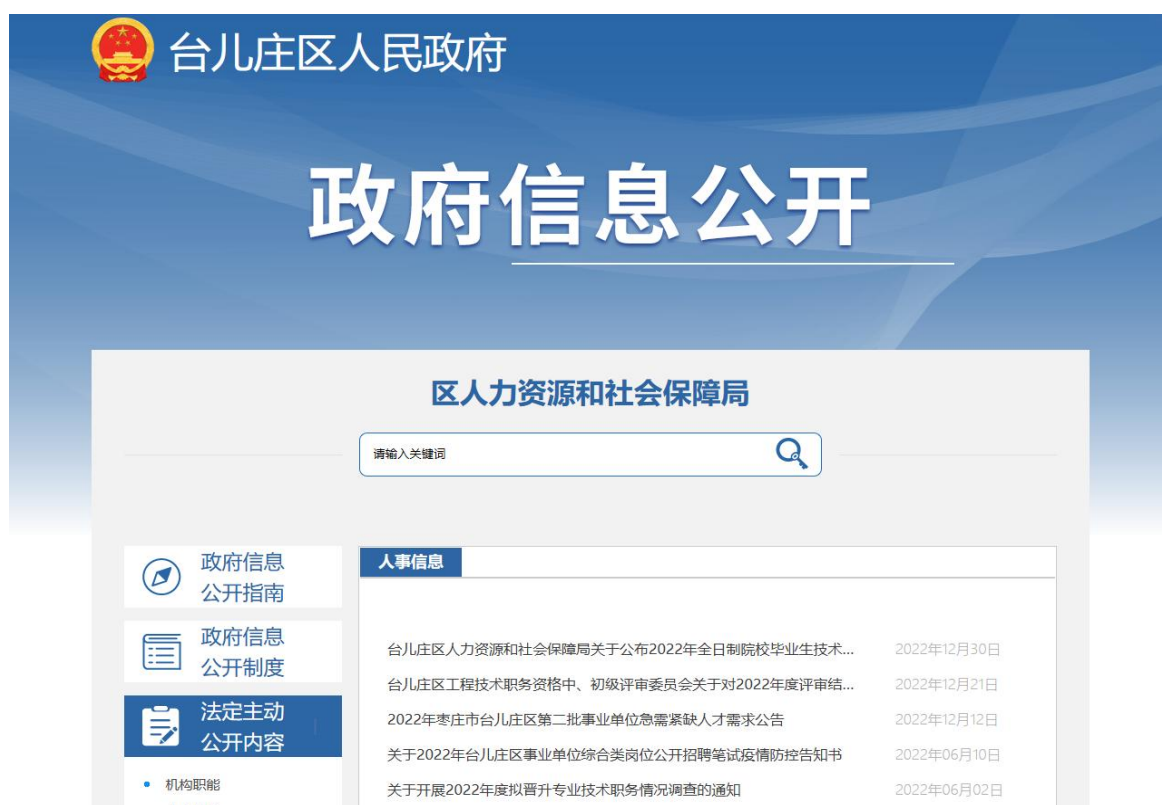 台儿庄区人民政府
政府信息公开
区人力资源和社会保障局
请输入关键词
政府信息
公开指南
政府信息
公开制度
法定主动
公开内容
机构职能
人事信息
台儿庄区人力资源和社会保障局关于公布2022年全日制院校毕业生技术... 2022年12月30日
台儿庄区工程技术职务资格中、初级评审委员会关于对2022年度评审结... 2022年12月21日
2022年枣庄市台儿庄区第二批事业单位急需紧缺人才需求公告 2022年12月12日
关于2022年台儿庄区事业单位综合类岗位公开招聘笔试疫情防控告知书 2022年06月10日
关于开展2022年度拟晋升专业技术职务情况调查的通知 2022年06月02日